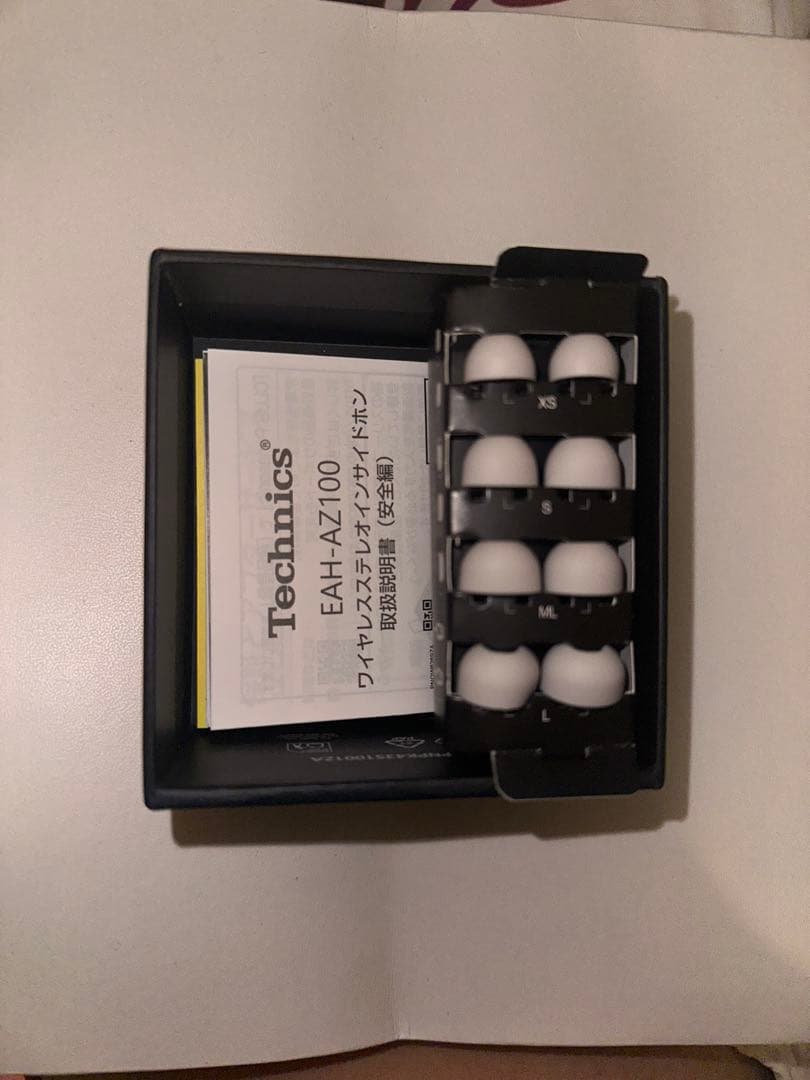 Technics®
EAH-AZ100
ワイヤレスステレオインサイドホン
取扱説明書（安全編）
XS
S
ML
L
PNPK43S10012A